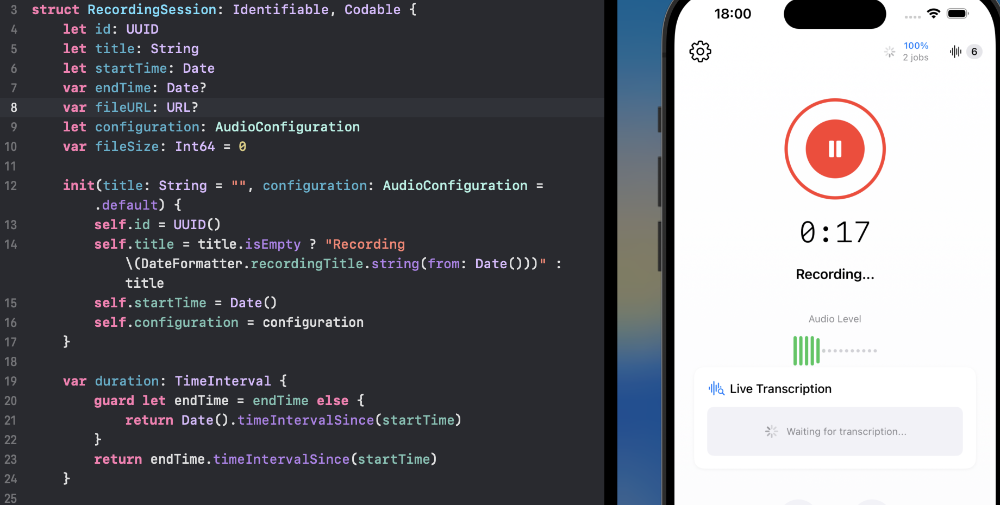 3 struct RecordingSession: Identifiable, Codable {
4 let id: UUID
5 let title: String
6 let startTime: Date
7 var endTime: Date?
8 var fileURL: URL?
9 let configuration: AudioConfiguration
10 var fileSize: Int64 = 0
11
12 init(title: String = "", configuration: AudioConfiguration =
.default) {
13 self.id = UUID()
14 self.title = title.isEmpty ? "Recording
\(DateFormatter.recordingTitle.string(from: Date()))" :
title
15 self.startTime = Date()
16 self.configuration = configuration
17 }
18
19 var duration: TimeInterval {
20 guard let endTime = endTime else {
21 return Date().timeIntervalSince(startTime)
22 }
23 return endTime.timeIntervalSince(startTime)
24 }
25
18:00
100%
2 jobs
6
0:17
Recording...
Audio Level
Live Transcription
Waiting for transcription...